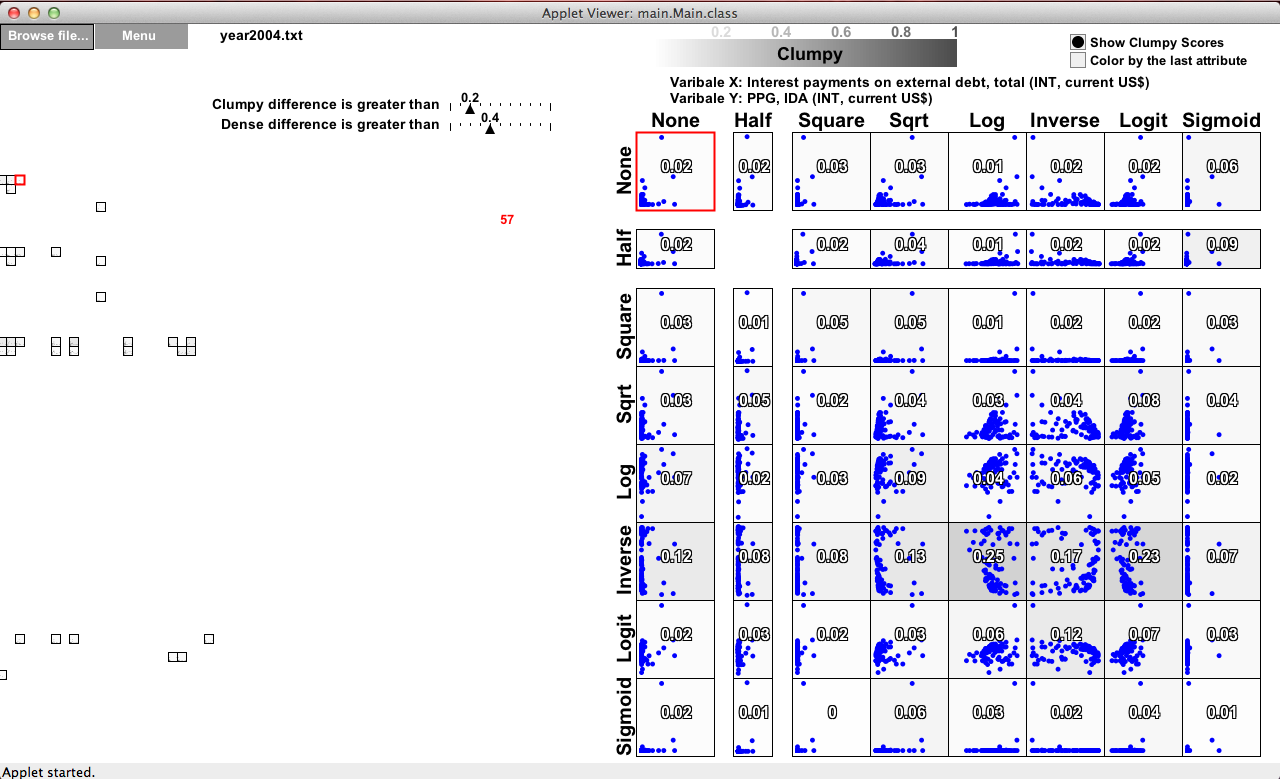 Applet Viewer: main.Main.class
Browse file... Menu year2004.txt
0.2 0.4 0.6 0.8 1
Clumpy
Show Clumpy Scores
Color by the last attribute
Varibale X: Interest payments on external debt, total (INT, current US$)
Varibale Y: PPG, IDA (INT, current US$)
Clumpy difference is greater than 0.2
Dense difference is greater than 0.4
57
None Half Square Sqrt Log Inverse Logit Sigmoid
None 0.02 0.02 0.03 0.03 0.01 0.02 0.02 0.06
Half 0.02 0.02 0.04 0.01 0.02 0.02 0.09
Square 0.03 0.01 0.05 0.05 0.01 0.02 0.02 0.03
Sqrt 0.03 0.05 0.02 0.04 0.03 0.04 0.08 0.04
Log 0.07 0.02 0.03 0.09 0.04 0.06 0.05 0.02
Inverse 0.12 0.08 0.08 0.13 0.25 0.17 0.23 0.07
Logit 0.02 0.03 0.02 0.03 0.06 0.12 0.07 0.03
Sigmoid 0.02 0.01 0 0.06 0.03 0.02 0.04 0.01
Applet started.